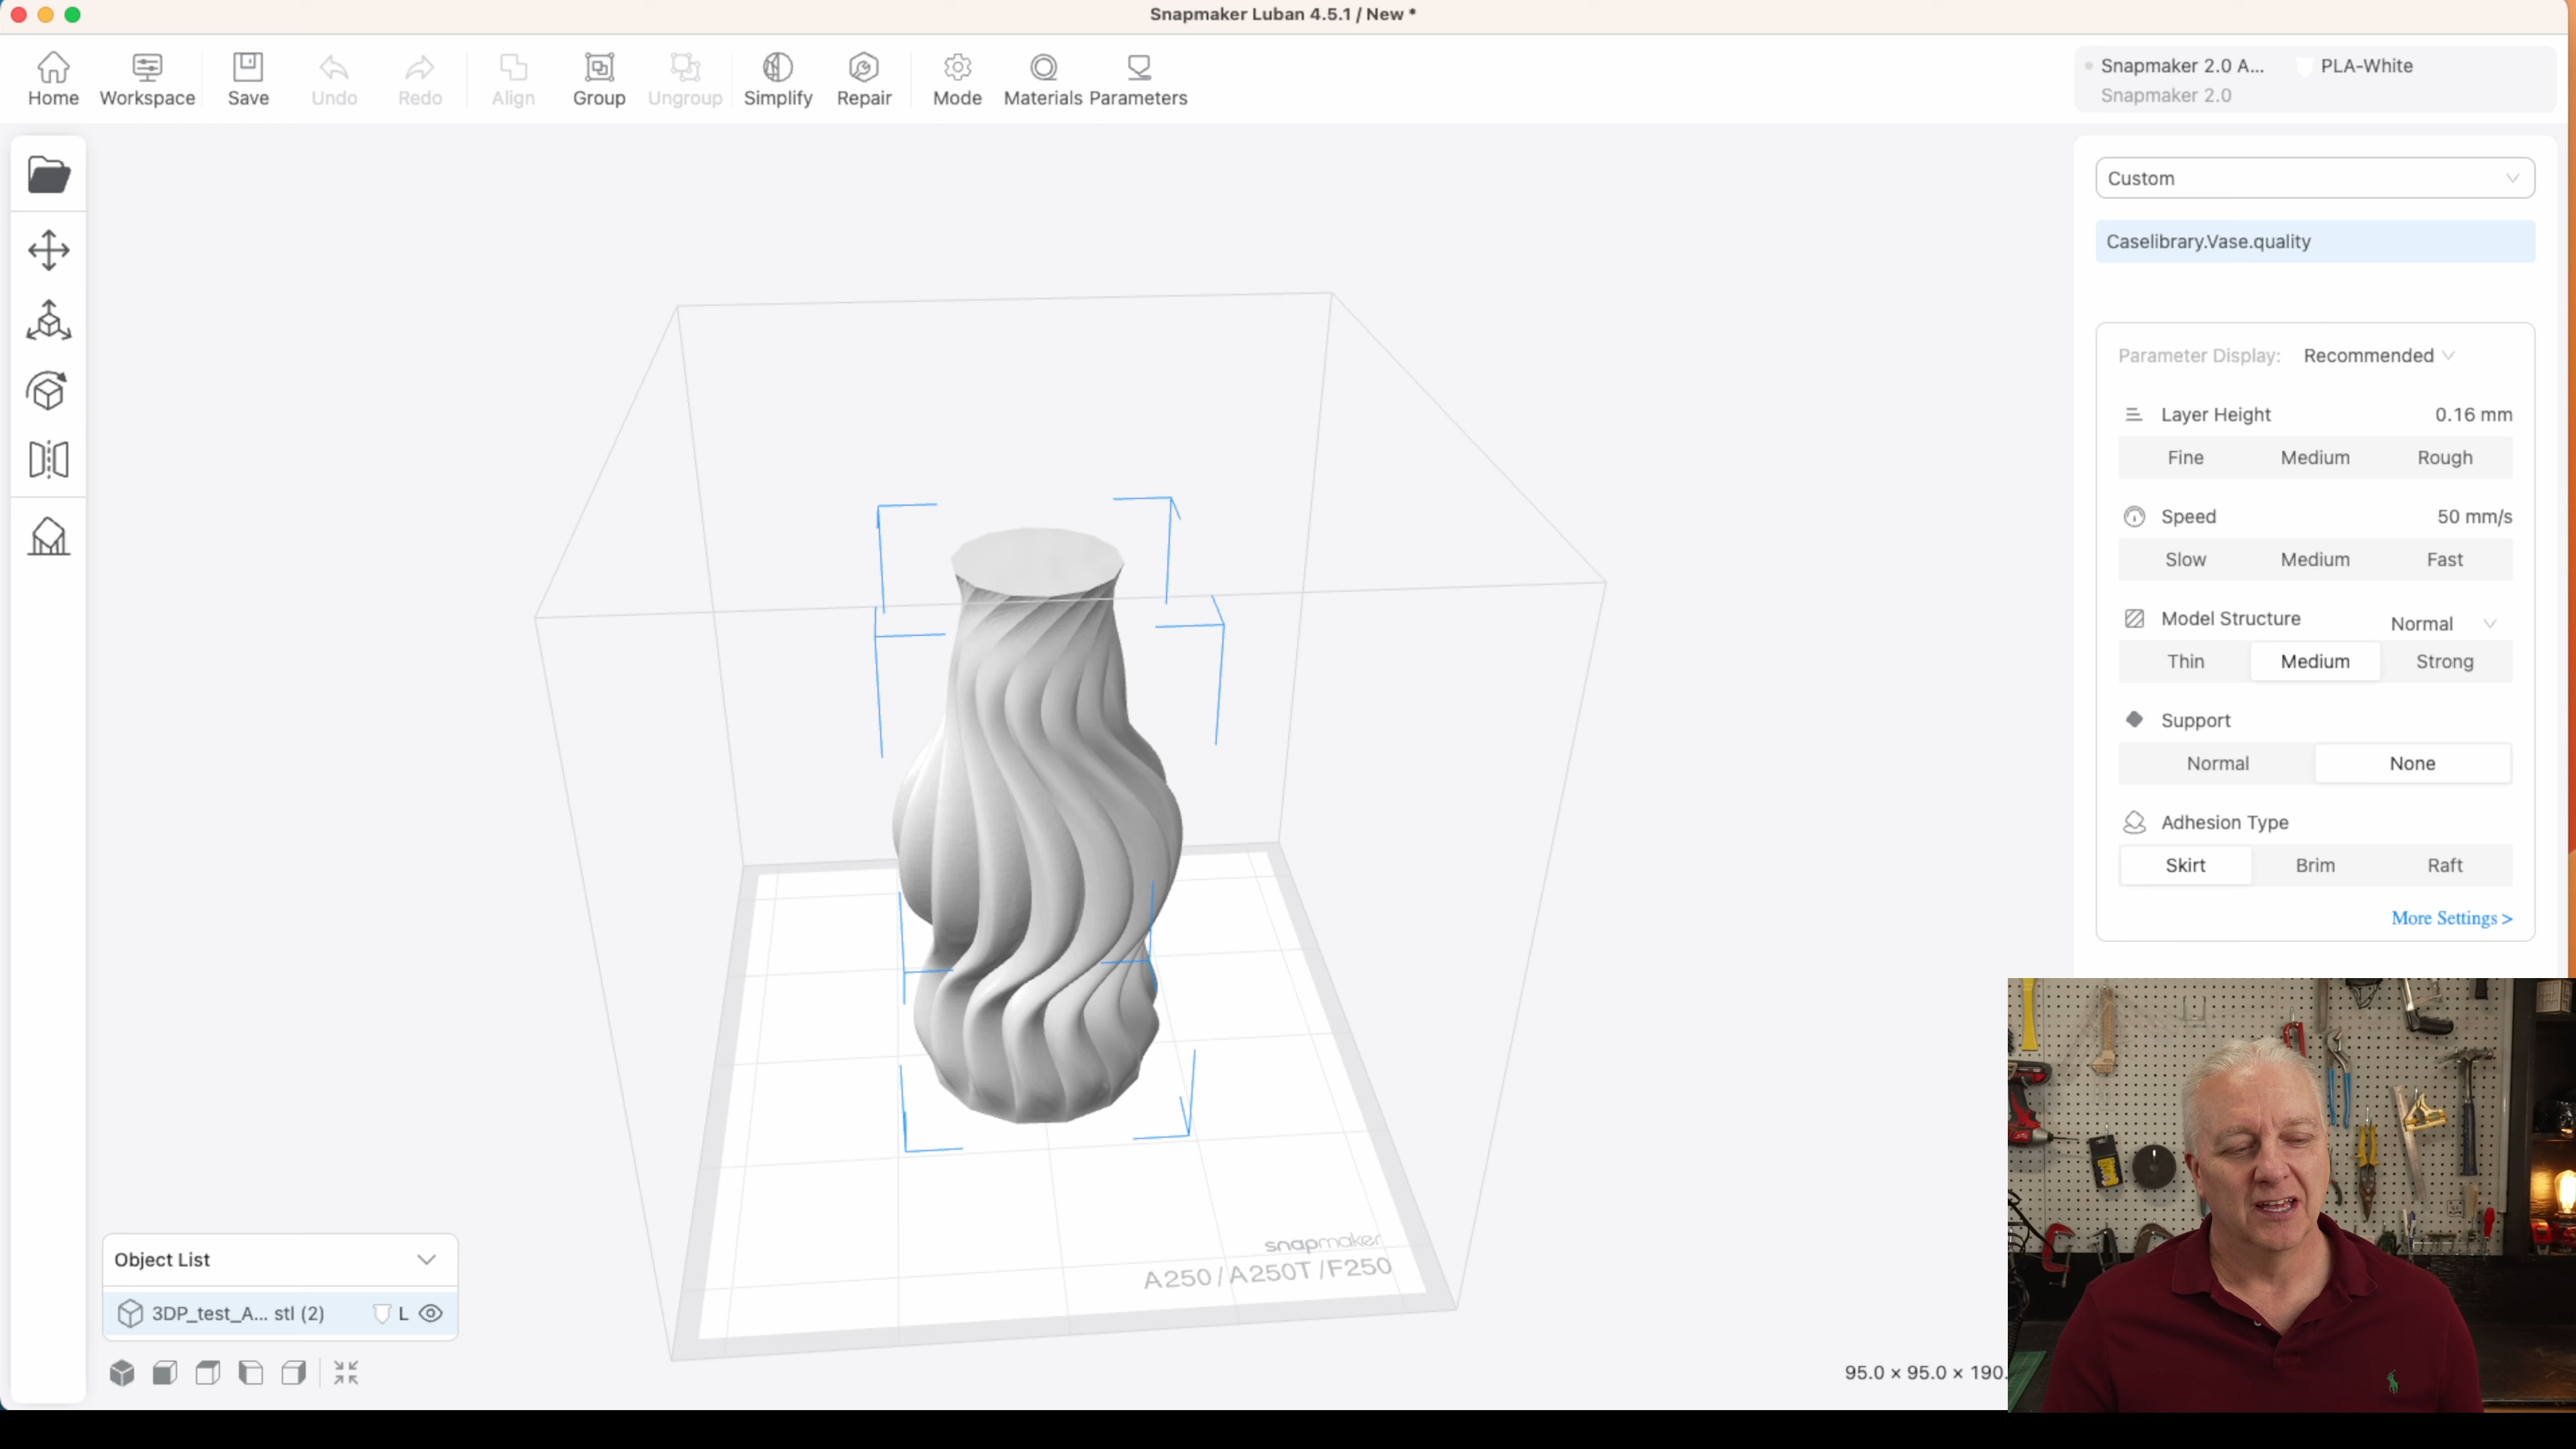 Snapmaker Luban 4.5.1 / New *
Home Workspace Save Undo Redo Align Group Ungroup Simplify Repair Mode Materials Parameters
Snapmaker 2.0 A... PLA-White
Snapmaker 2.0
Custom
Caselibrary.Vase.quality
Parameter Display: Recommended
Layer Height 0.16 mm
Fine Medium Rough
Speed 50 mm/s
Slow Medium Fast
Model Structure Normal
Thin Medium Strong
Support
Normal None
Adhesion Type
Skirt Brim Raft
More Settings >
snapmaker
A250 / A250T / F250
Object List
3DP_test_A... stl (2) L
95.0 × 95.0 × 190.